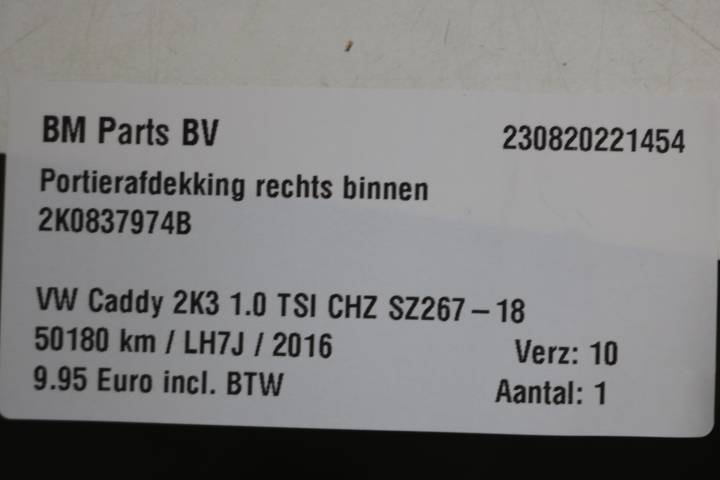 BM Parts BV 230820221454
Portierafdekking rechts binnen
2K0837974B
VW Caddy 2K3 1.0 TSI CHZ SZ267-18
50180 km / LH7J / 2016 Verz: 10
9.95 Euro incl. BTW Aantal: 1